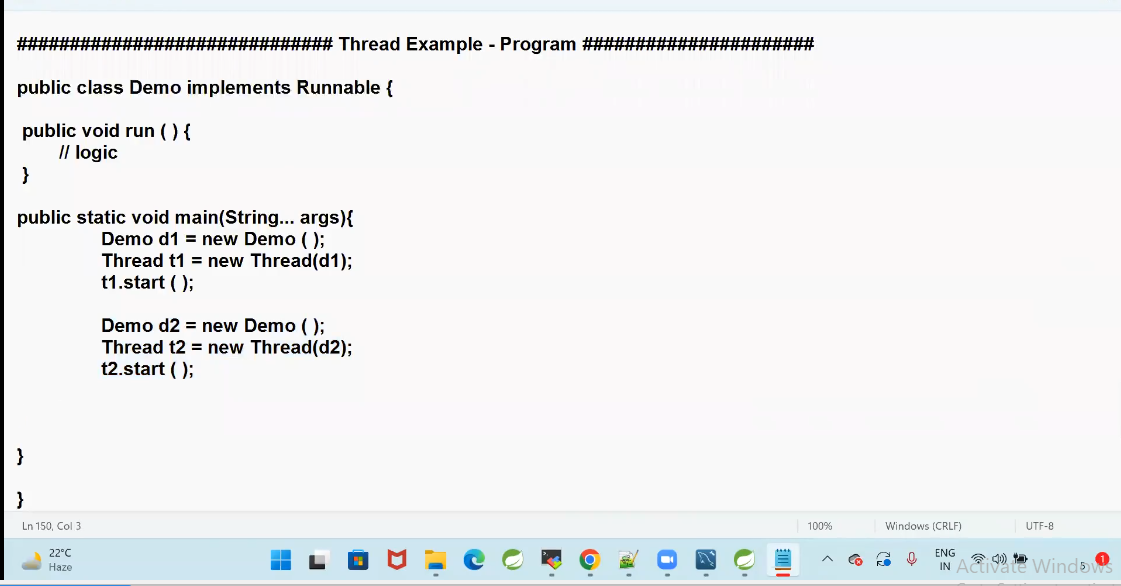 ############################## Thread Example - Program ######################
public class Demo implements Runnable {
public void run ( ) {
// logic
}
public static void main(String... args){
Demo d1 = new Demo ( );
Thread t1 = new Thread(d1);
t1.start ( );
Demo d2 = new Demo ( );
Thread t2 = new Thread(d2);
t2.start ( );
}
}
Ln 150, Col 3
100%
Windows (CRLF)
UTF-8
22°C
Haze
ENG
IN
Activate Windows
5
1